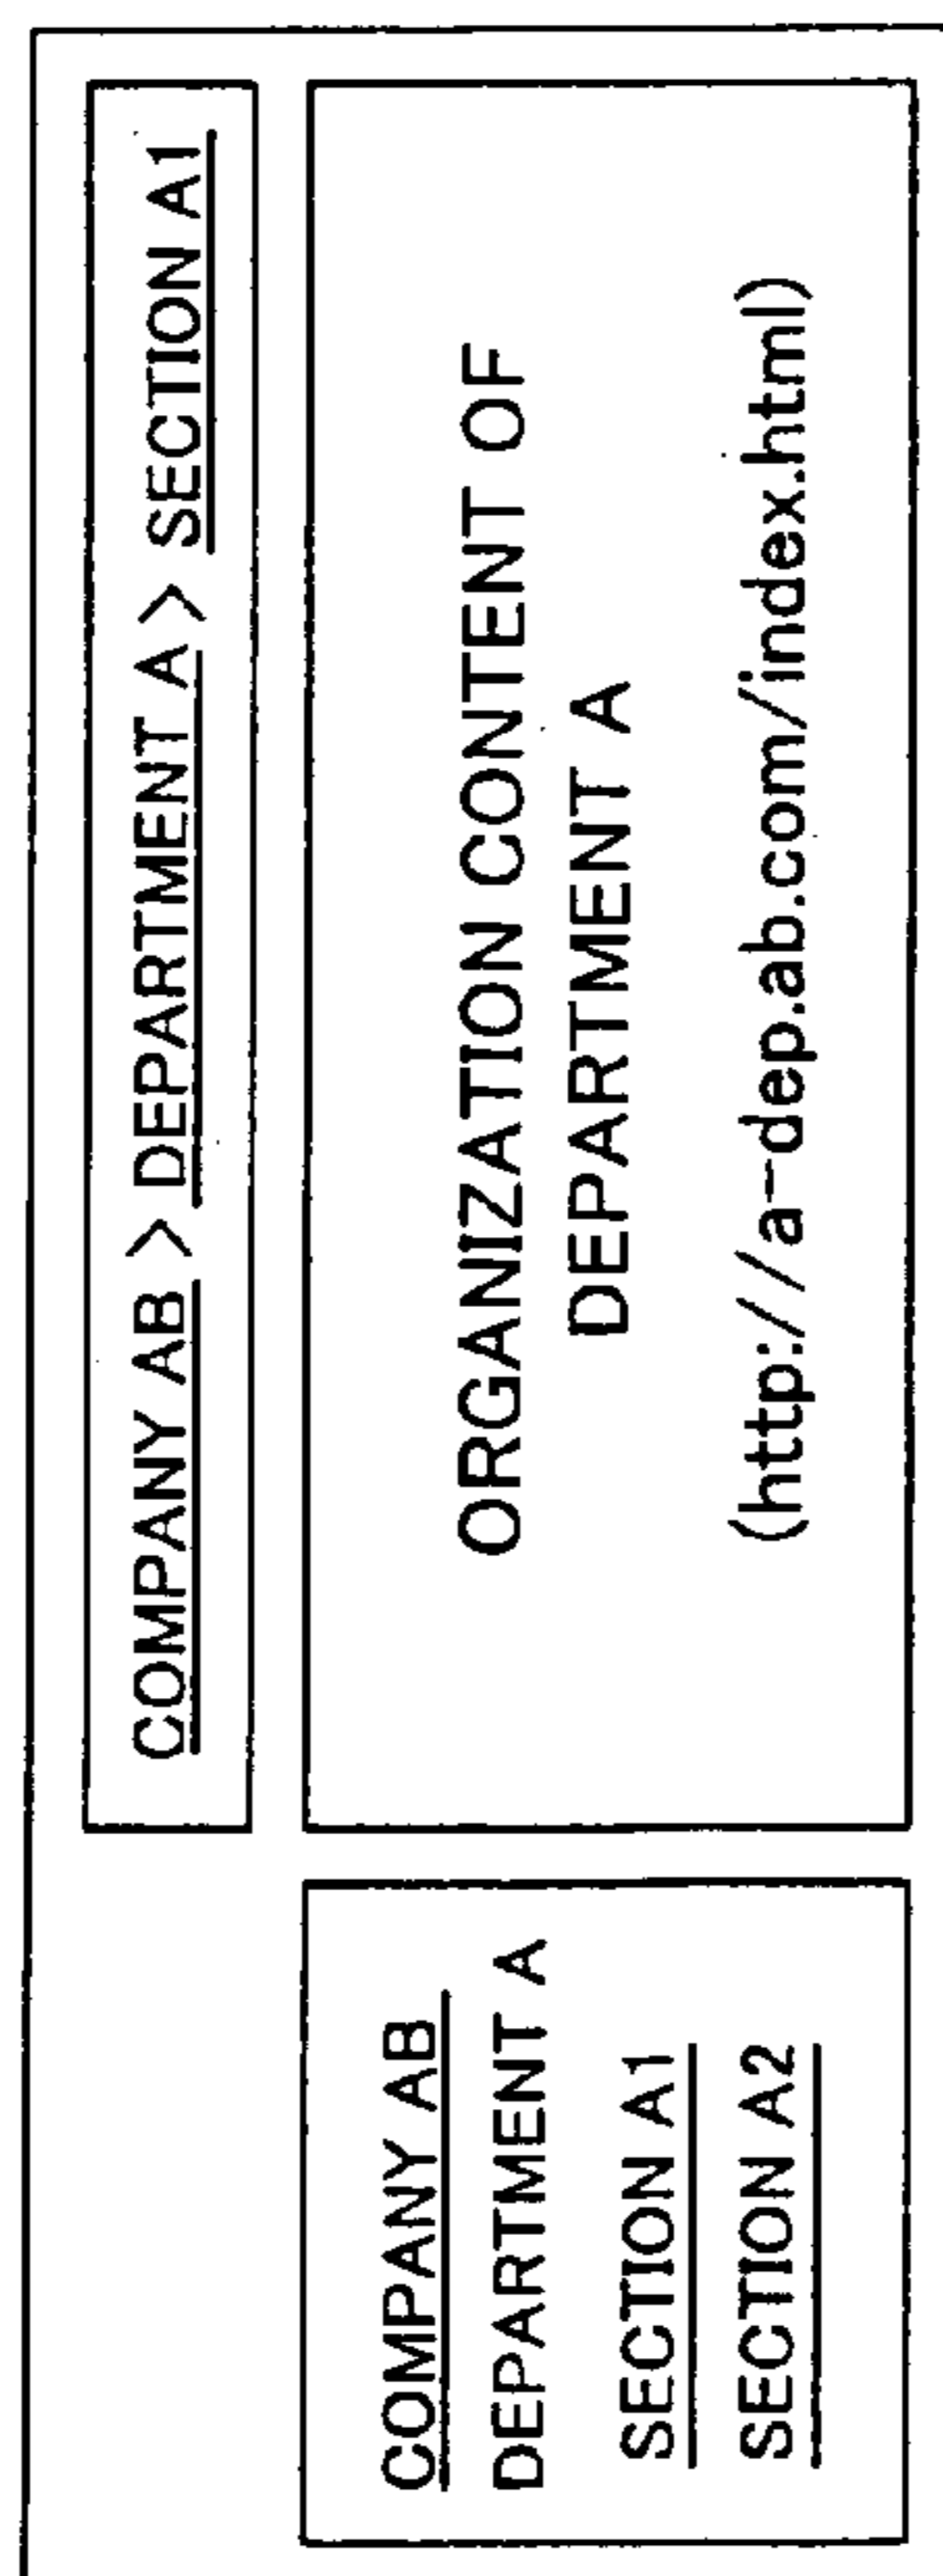 COMPANY AB > DEPARTMENT A > SECTION A1
COMPANY AB
DEPARTMENT A
SECTION A1
SECTION A2
ORGANIZATION CONTENT OF
DEPARTMENT A
(http://a-dep.ab.com/index.html)